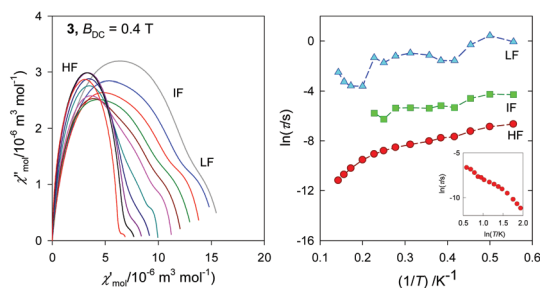 3, B_DC = 0.4 T
HF
IF
LF
χ″mol/10⁻⁶ m³ mol⁻¹)
4
3
2
1
0
0 5 10 15 20
χ'mol/10⁻⁶ m³ mol⁻¹)
LF
IF
HF
ln(τ/s)
0
-4
-8
-12
-16
0.1 0.2 0.3 0.4 0.5 0.6
(1/T) /K⁻¹
ln(τ/s)
-5
-10
0.5 1.0 1.5 2.0
ln(T/K)